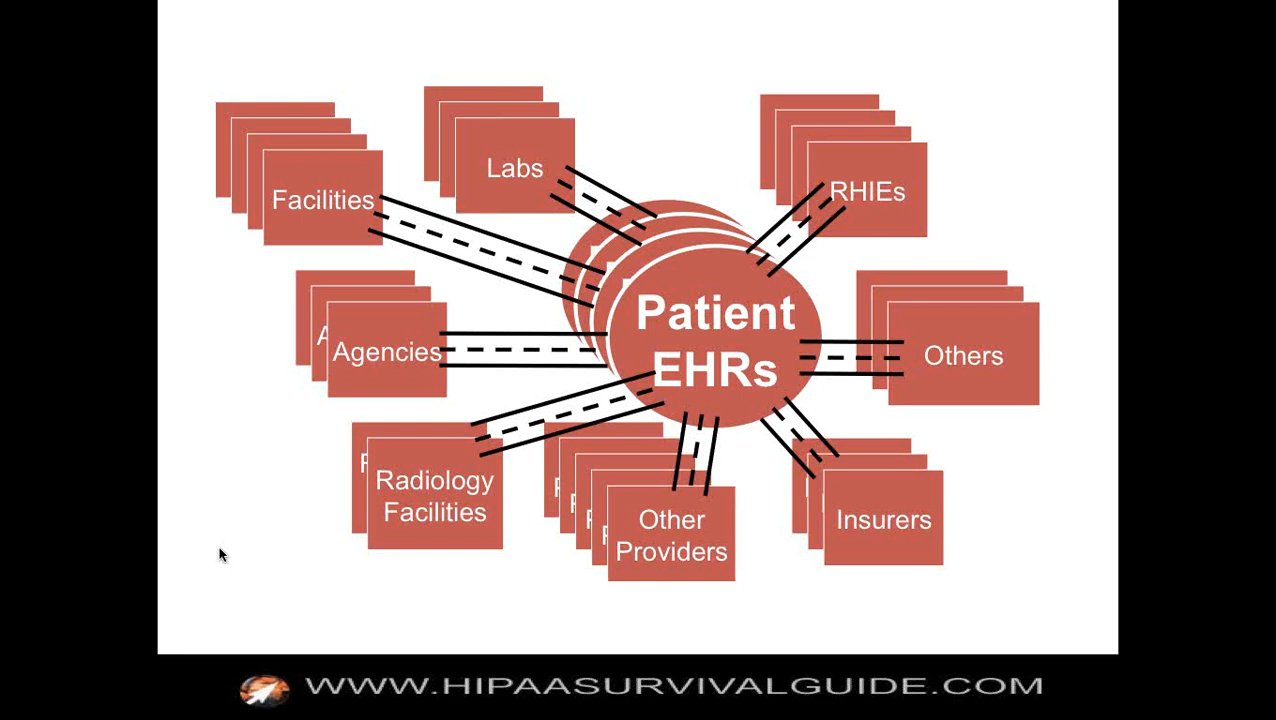 Labs
RHIEs
Facilities
Patient
EHRs
Agencies
Others
Radiology
Facilities
Other
Providers
Insurers
WWW.HIPAASURVIVALGUIDE.COM